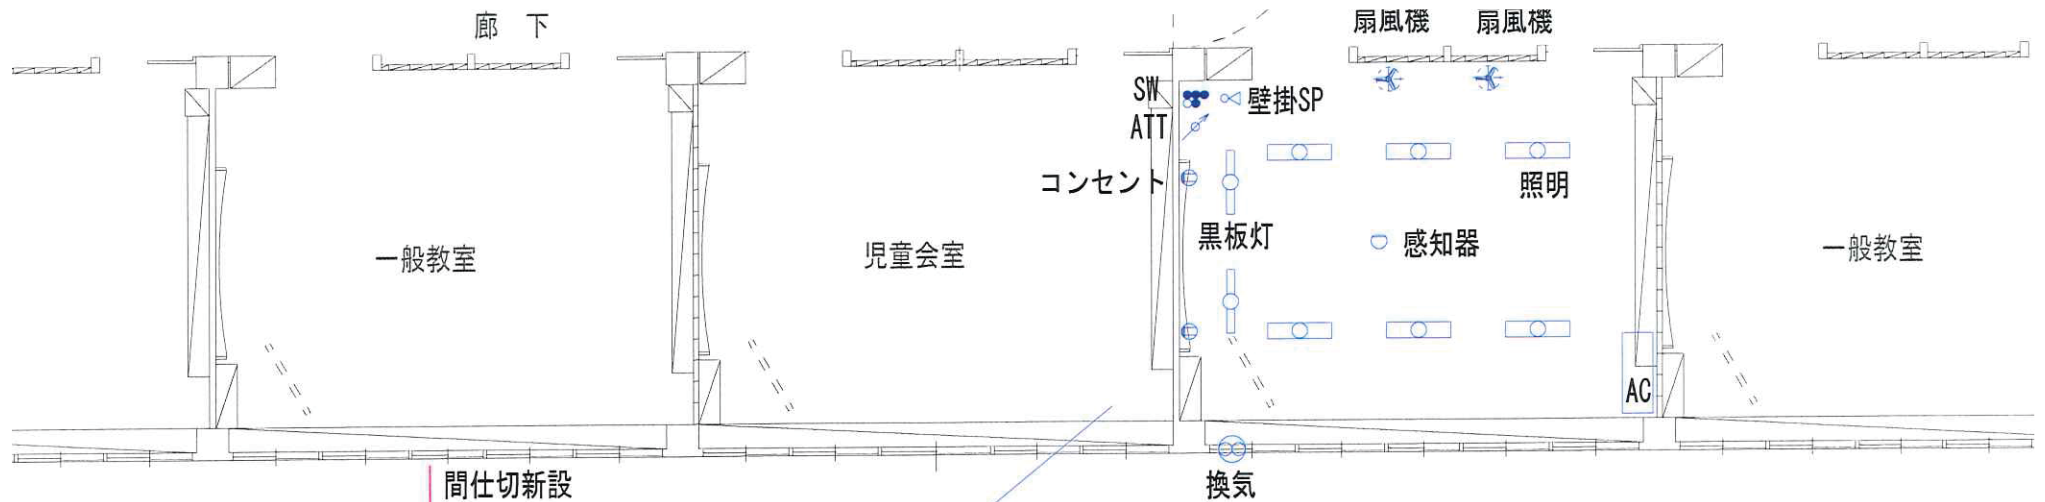 廊 下
扇風機
扇風機
SW
壁掛SP
ATT
コンセント
照明
黒板灯
感知器
一般教室
児童会室
一般教室
AC
間仕切新設
換気